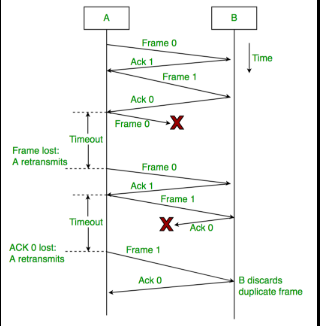 A
B
Frame 0
Time
Ack 1
Frame 1
Ack 0
Frame 0
Timeout
Frame lost:
A retransmits
Frame 0
Ack 1
Frame 1
Timeout
Ack 0
ACK 0 lost:
A retransmits
Frame 1
Ack 0
B discards
duplicate frame